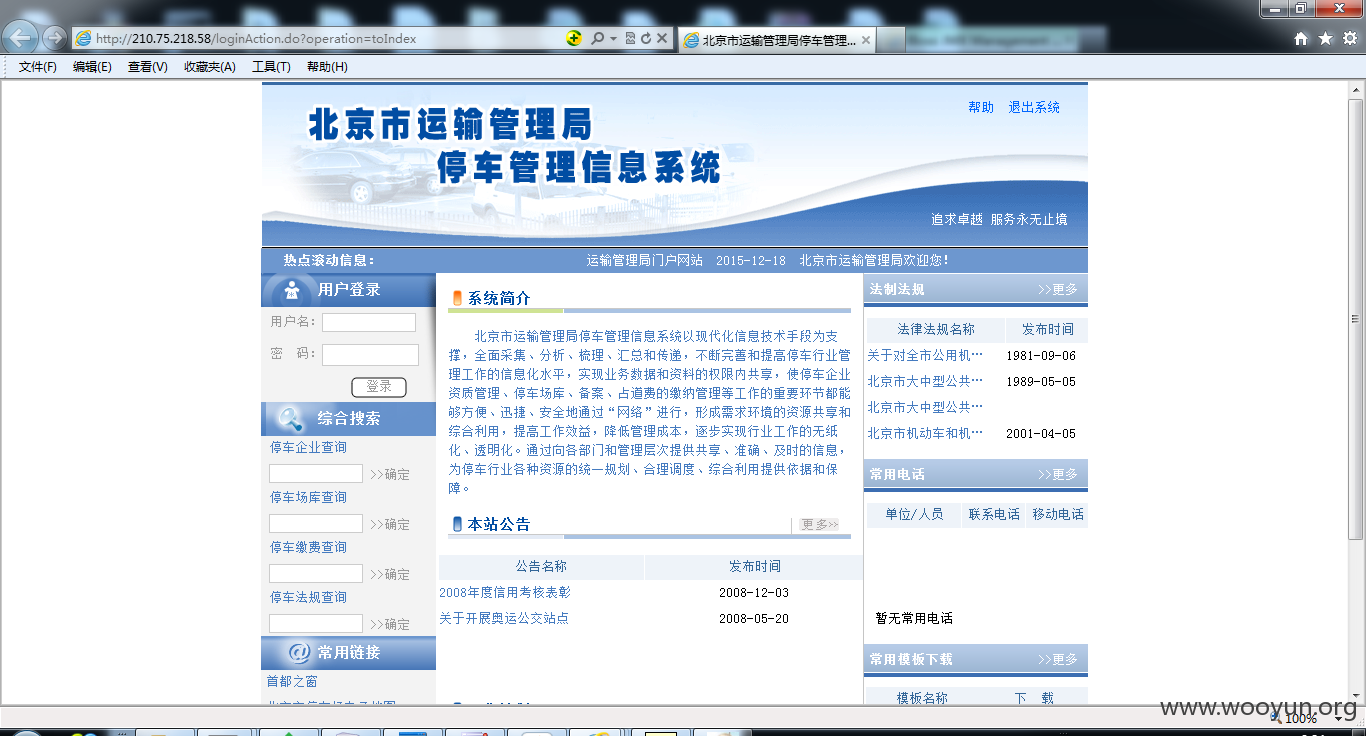 http://210.75.218.58/loginAction.do?operation=toIndex
北京市运输管理局停车管理...
文件(F) 编辑(E) 查看(V) 收藏夹(A) 工具(T) 帮助(H)
帮助 退出系统
北京市运输管理局
停车管理信息系统
追求卓越 服务永无止境
热点滚动信息：
运输管理局门户网站 2015-12-18 北京市运输管理局欢迎您！
用户登录
用户名：
密 码：
登录
综合搜索
停车企业查询
>>确定
停车场库查询
>>确定
停车缴费查询
>>确定
停车法规查询
>>确定
常用链接
首都之窗
系统简介
北京市运输管理局停车管理信息系统以现代化信息技术手段为支
撑，全面采集、分析、梳理、汇总和传递，不断完善和提高停车行业管
理工作的信息化水平，实现业务数据和资料的权限内共享，使停车企业
资质管理、停车场库、备案、占道费的缴纳管理等工作的重要环节都能
够方便、迅捷、安全地通过“网络”进行，形成需求环境的资源共享和
综合利用，提高工作效益，降低管理成本，逐步实现行业工作的无纸
化、透明化。通过向各部门和管理层次提供共享、准确、及时的信息，
为停车行业各种资源的统一规划、合理调度、综合利用提供依据和保
障。
本站公告
更多>>
公告名称 发布时间
2008年度信用考核表彰 2008-12-03
关于开展奥运公交站点 2008-05-20
法制法规 >>更多
法律法规名称 发布时间
关于对全市公用机… 1981-09-06
北京市大中型公共… 1989-05-05
北京市大中型公共…
北京市机动车和机… 2001-04-05
常用电话 >>更多
单位/人员 联系电话 移动电话
暂无常用电话
常用模板下载 >>更多
模板名称 下 载
www.wooyun.org
100%